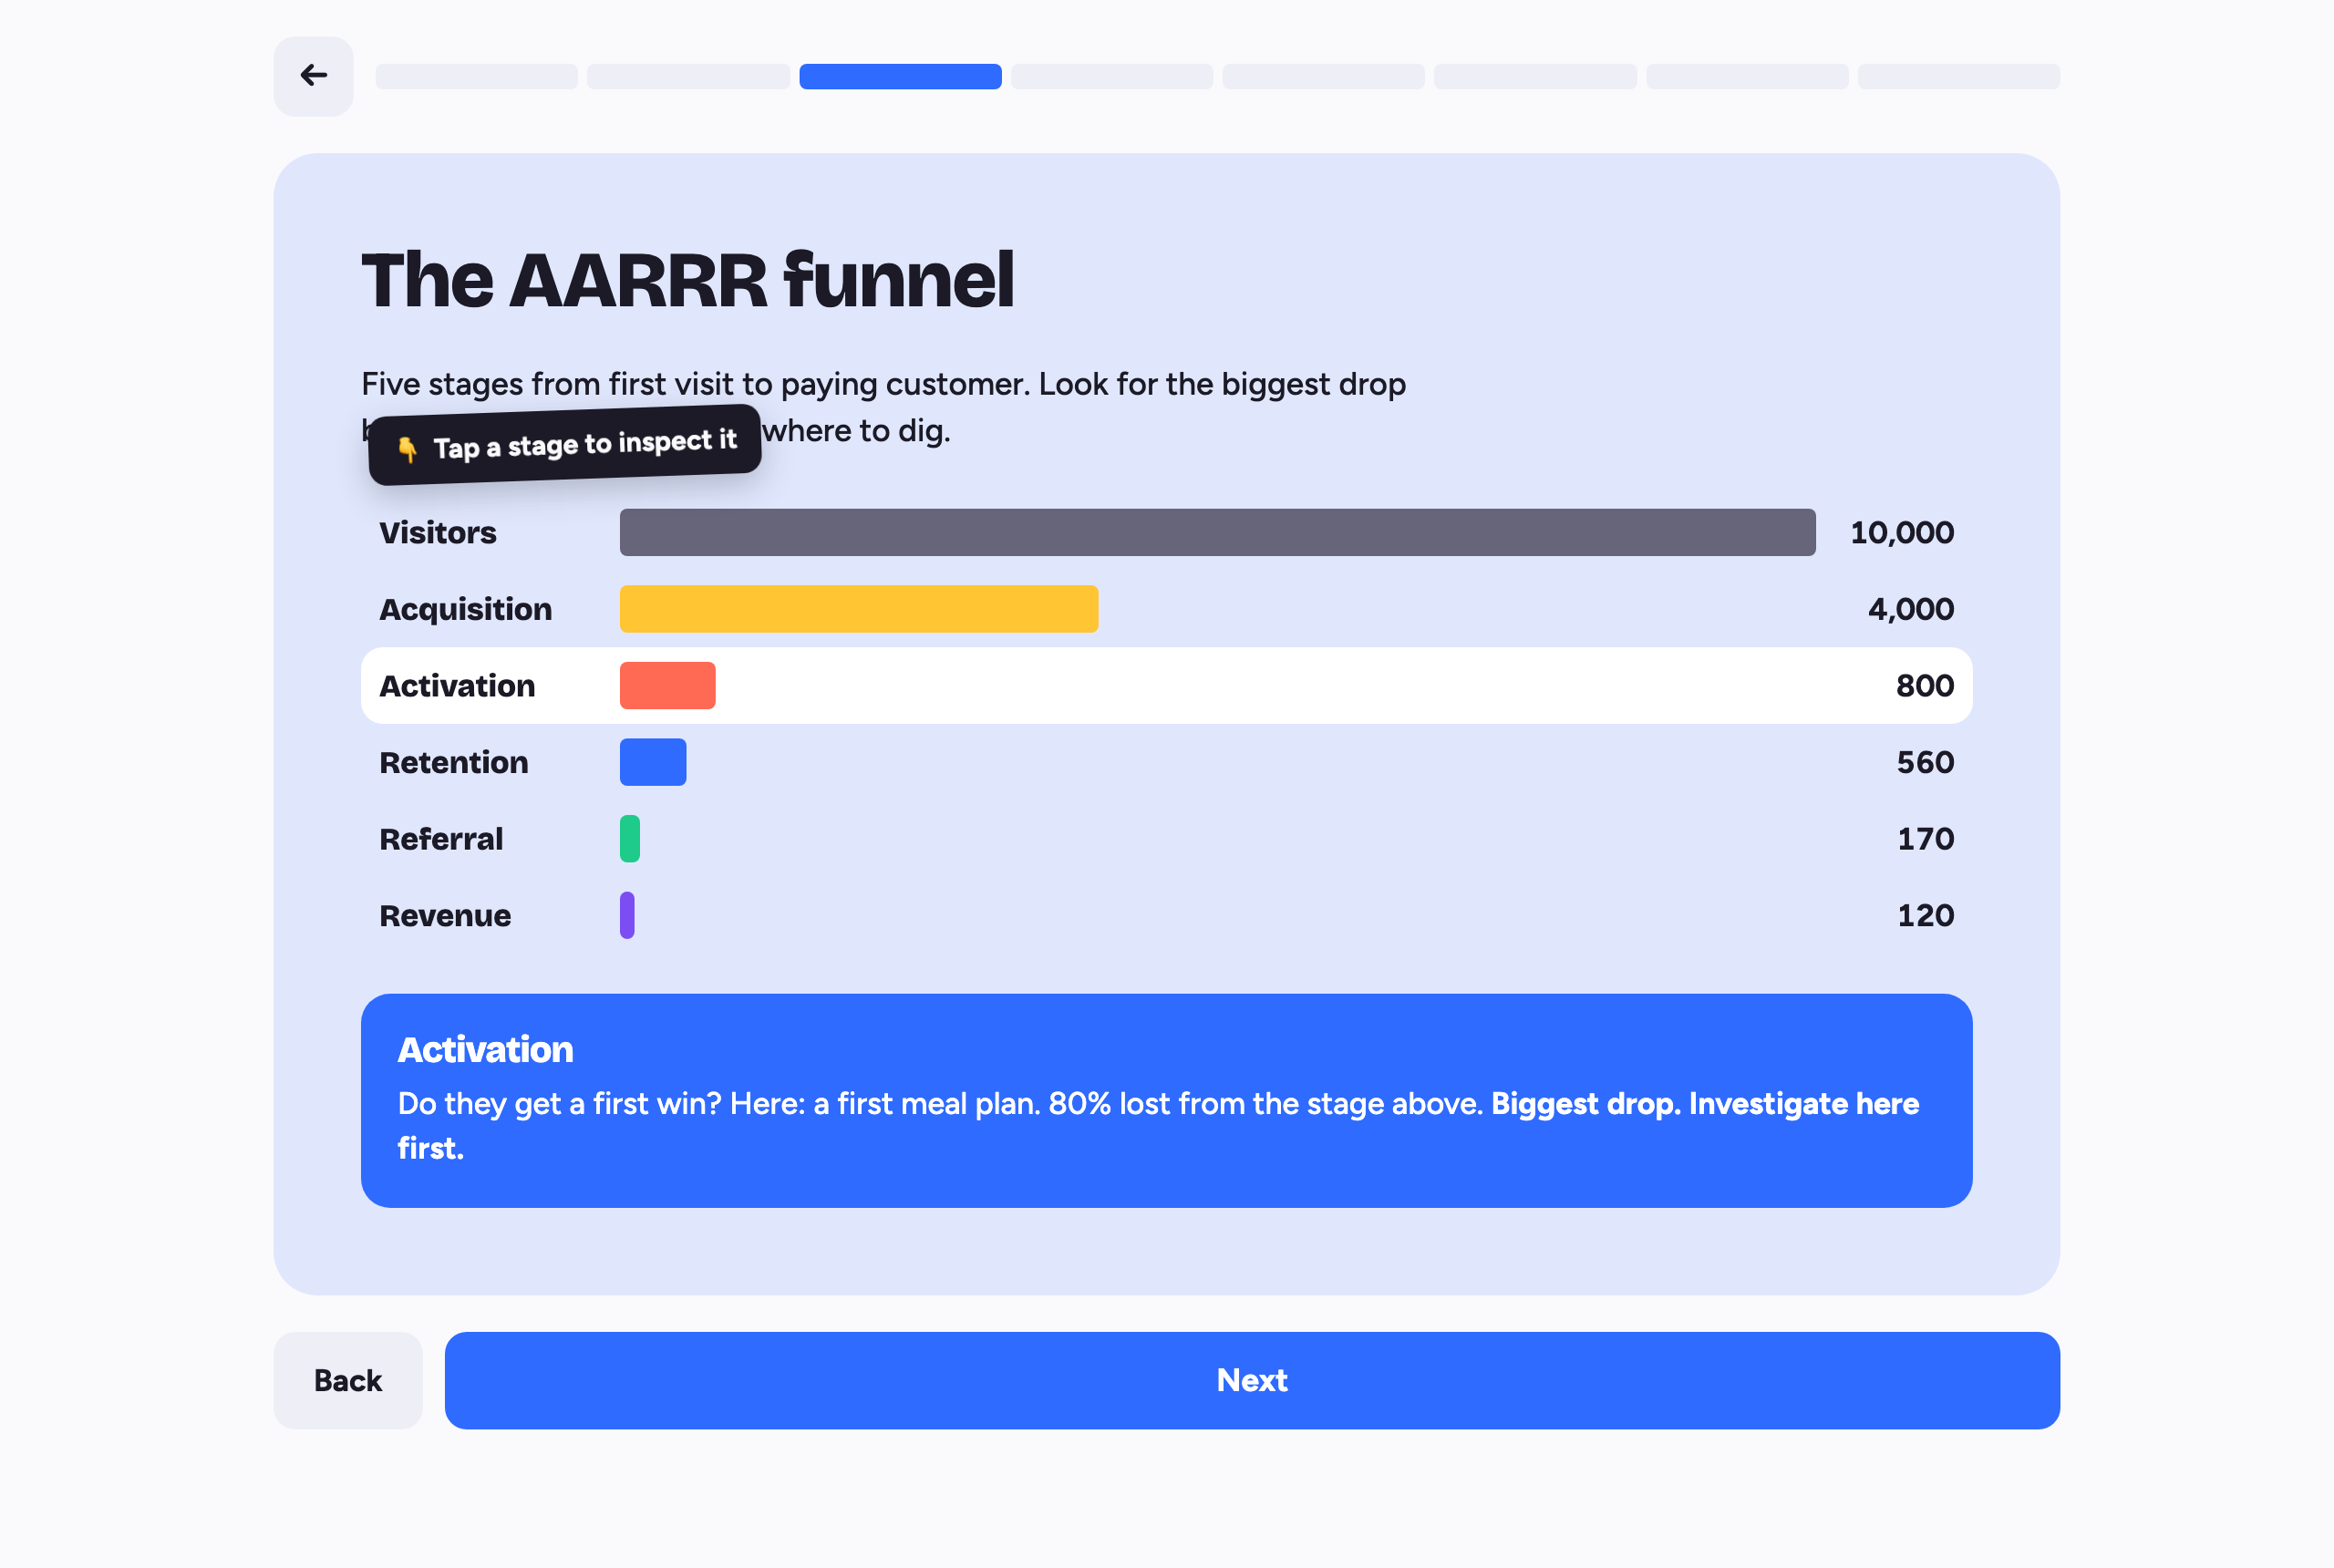 The AARRR funnel
Five stages from first visit to paying customer. Look for the biggest drop
where to dig.
👇 Tap a stage to inspect it
Visitors 10,000
Acquisition 4,000
Activation 800
Retention 560
Referral 170
Revenue 120
Activation
Do they get a first win? Here: a first meal plan. 80% lost from the stage above. Biggest drop. Investigate here
first.
Back Next